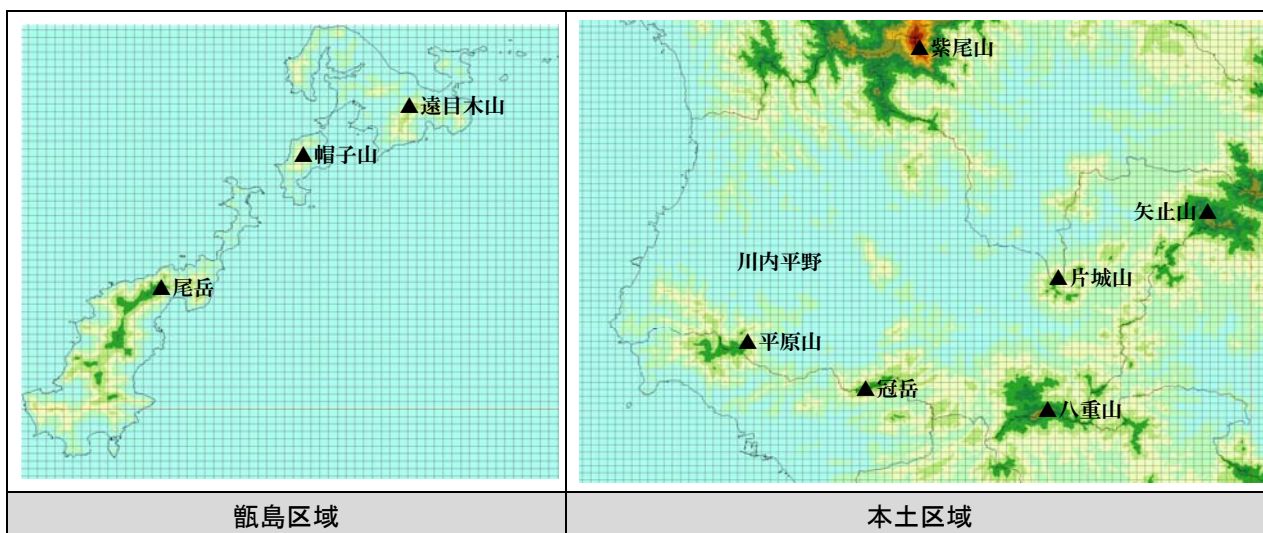 ▲遠目木山
▲帽子山
▲尾岳
甑島区域
▲紫尾山
矢止山▲
川内平野
▲片城山
▲平原山
▲冠岳
▲八重山
本土区域